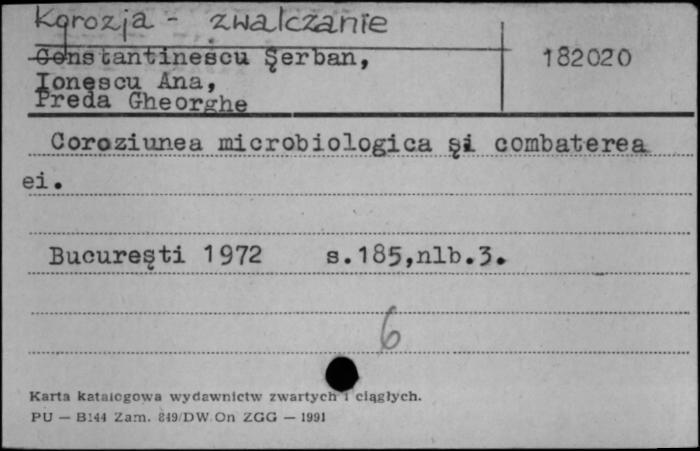 Korozja - zwalczanie
Constantinescu Şerban,
182020
Ionescu Ana,
Preda Gheorghe
Coroziunea microbiologica şi combaterea
ei.
Bucureşti 1972 s.185,nlb.3.
6
Karta katalogowa wydawnictw zwartych i ciągłych.
PU — B144 Zam. 849/DW On ZGG — 1991